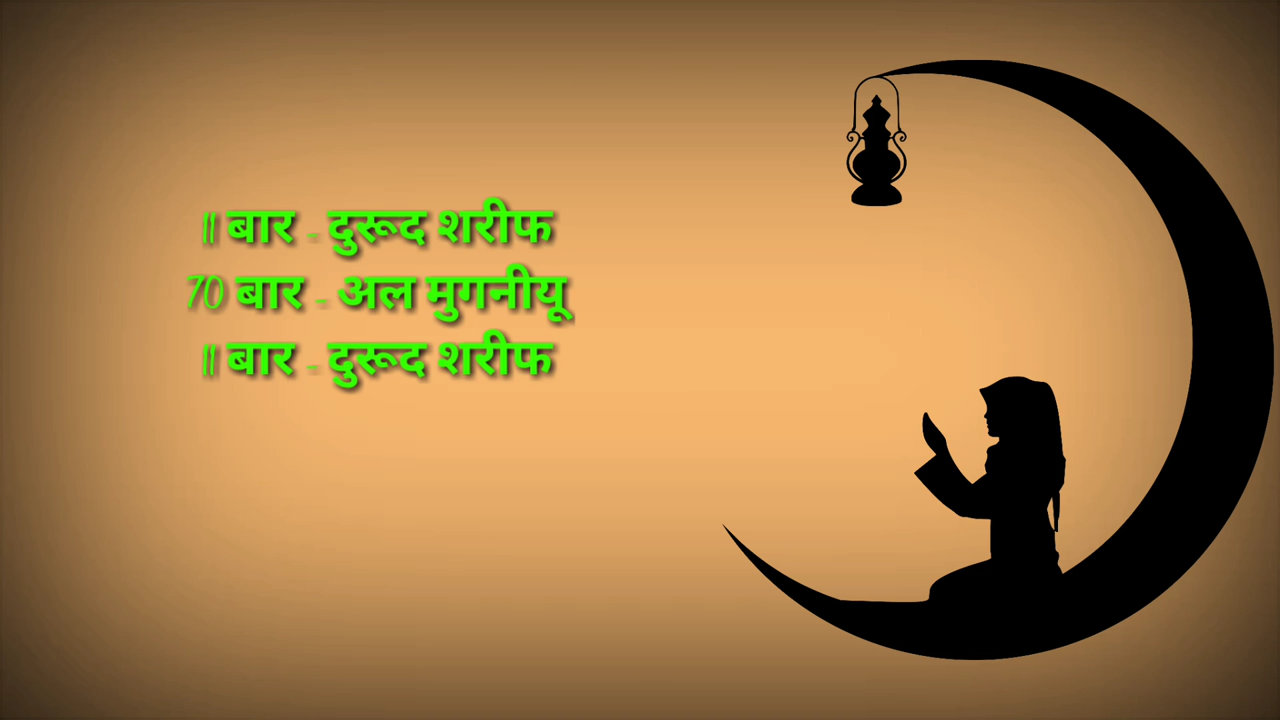 11 बार - दुरूद शरीफ
70 बार - अल मुगनीयू
11 बार - दुरूद शरीफ